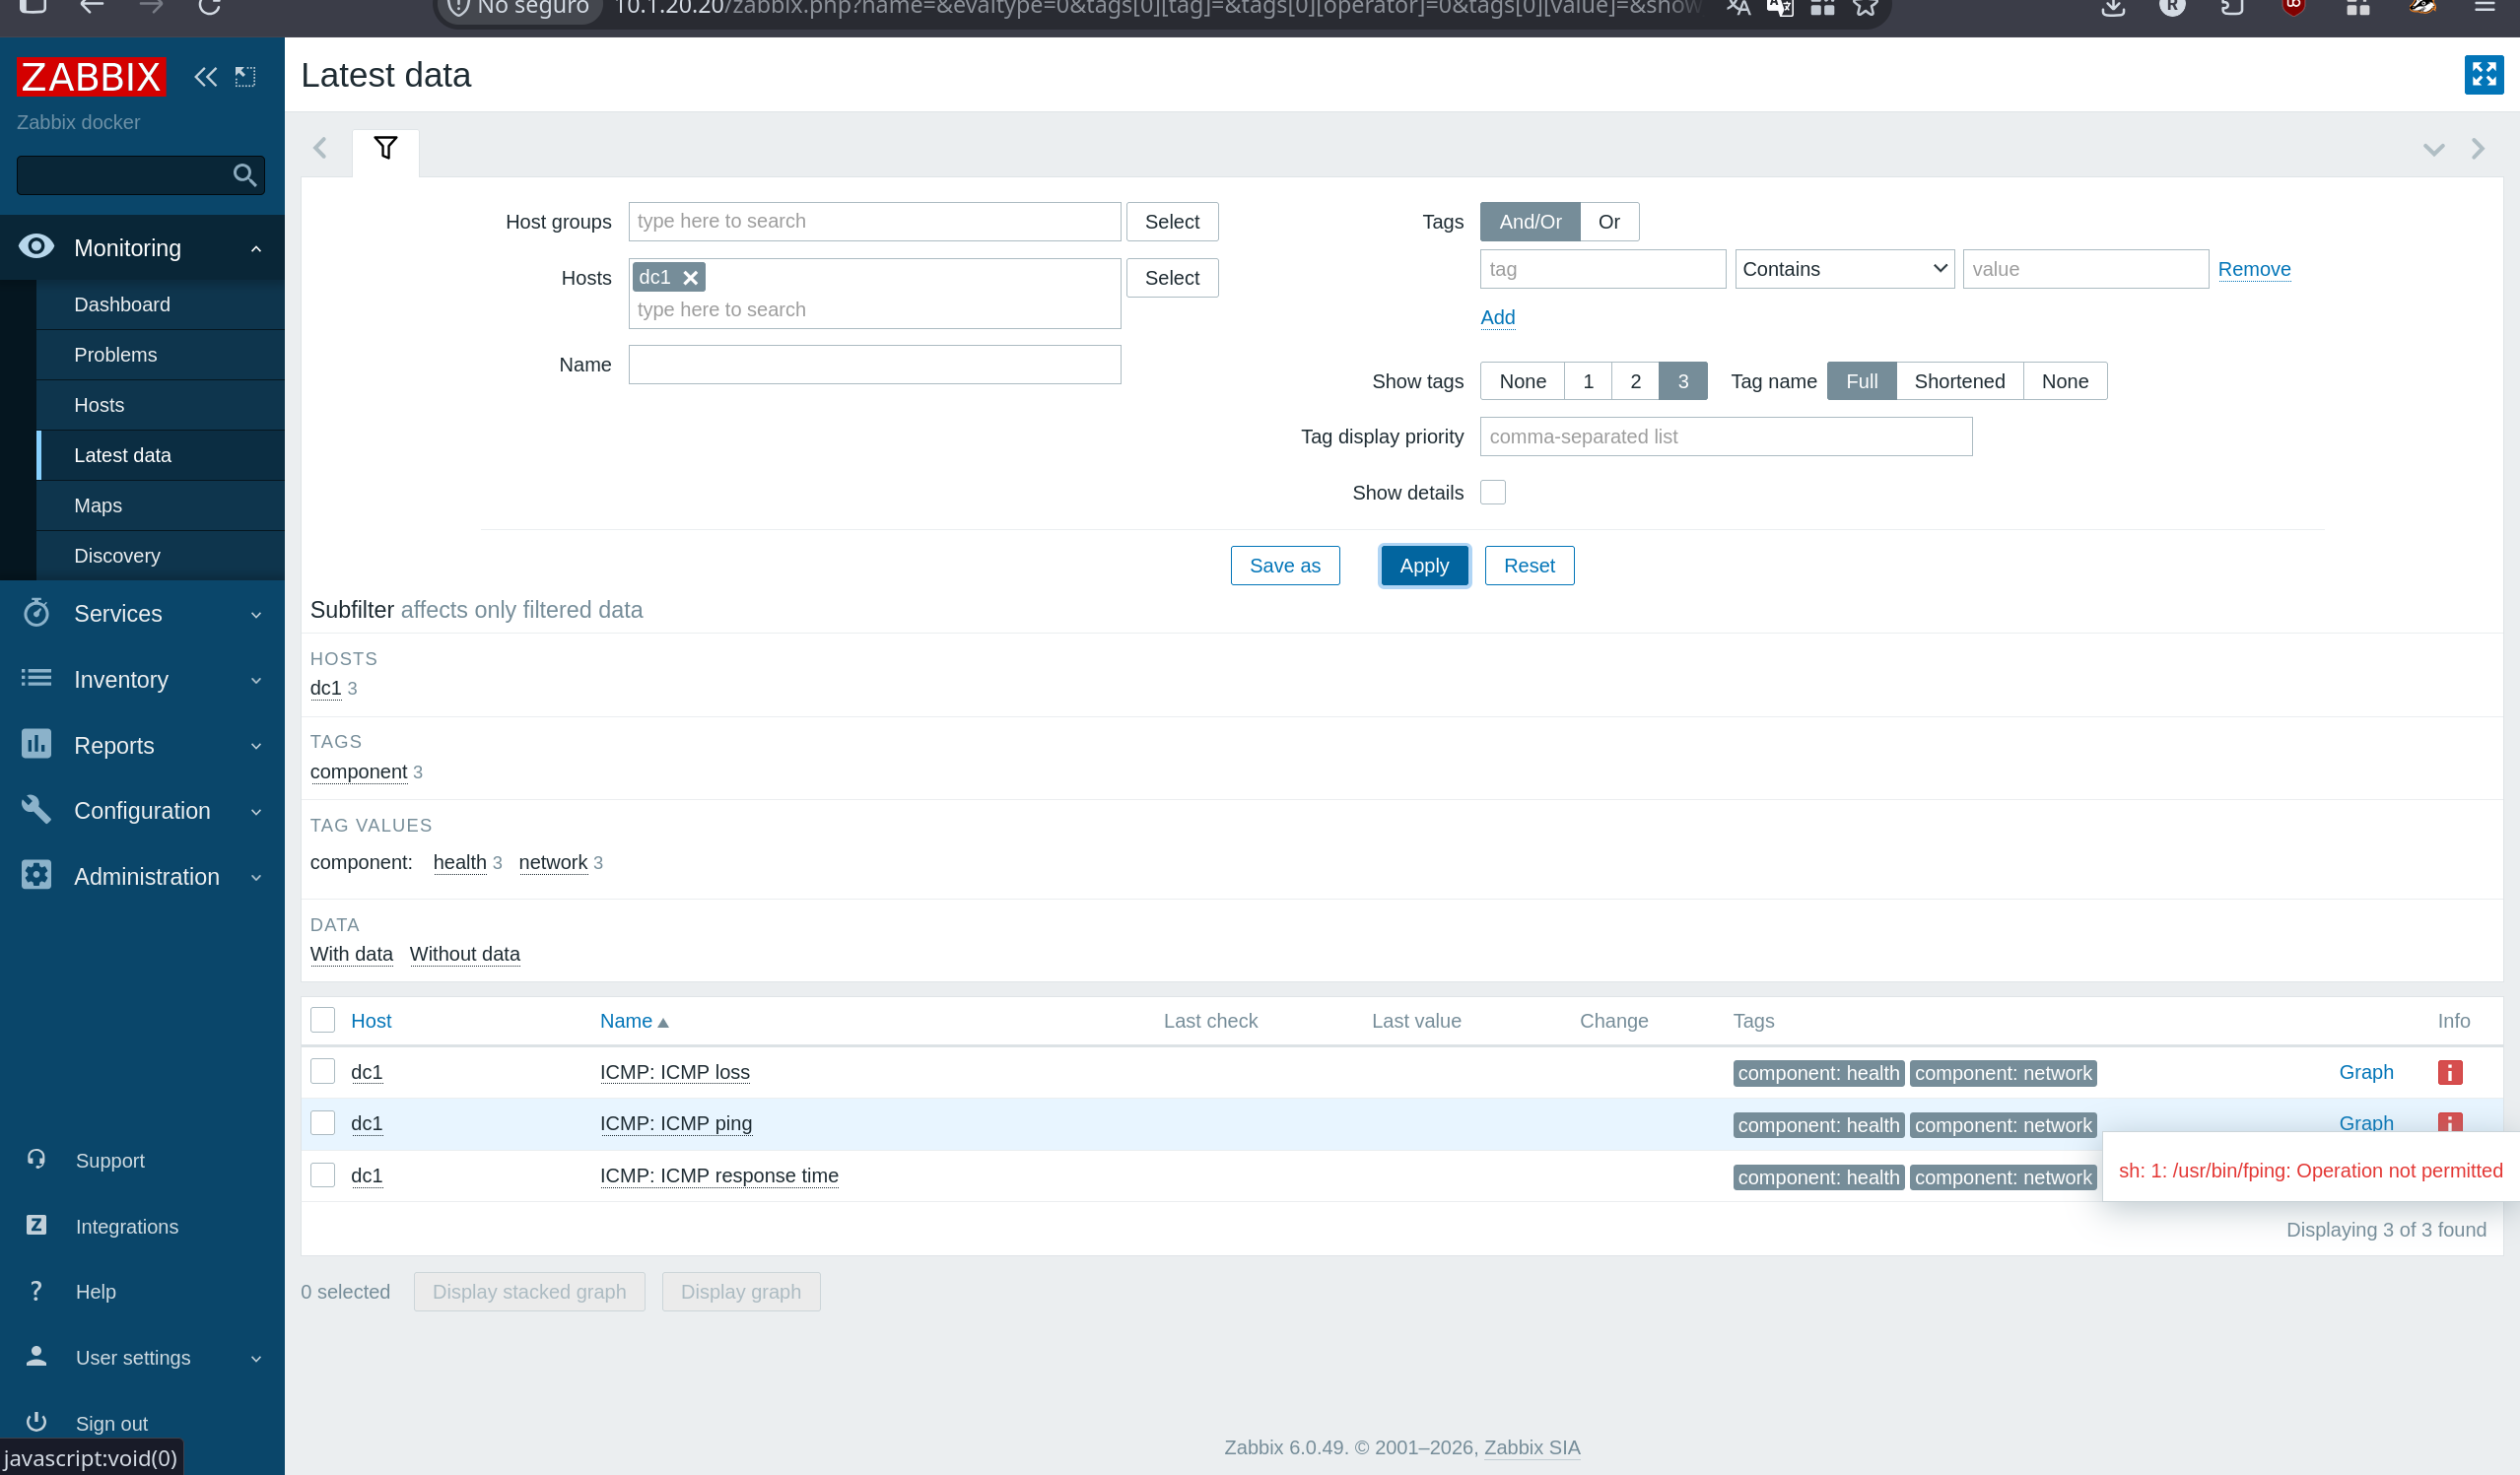 No seguro 10.1.20.20/zabbix.php?name=&evaltype=0&tags[0][tag]=&tags[0][operator]=0&tags[0][value]=&show
ZABBIX
Latest data
Zabbix docker
Monitoring
Dashboard
Problems
Hosts
Latest data
Maps
Discovery
Services
Inventory
Reports
Configuration
Administration
Support
Integrations
Help
User settings
Sign out
javascript:void(0)
Host groups type here to search Select
Hosts dc1 Select
type here to search
Name
Tags And/Or Or
tag Contains value Remove
Add
Show tags None 1 2 3 Tag name Full Shortened None
Tag display priority comma-separated list
Show details
Save as Apply Reset
Subfilter affects only filtered data
HOSTS
dc1 3
TAGS
component 3
TAG VALUES
component: health 3 network 3
DATA
With data Without data
Host Name Last check Last value Change Tags Info
dc1 ICMP: ICMP loss component: health component: network Graph
dc1 ICMP: ICMP ping component: health component: network Graph
dc1 ICMP: ICMP response time component: health component: network
sh: 1: /usr/bin/fping: Operation not permitted
Displaying 3 of 3 found
0 selected Display stacked graph Display graph
Zabbix 6.0.49. © 2001–2026, Zabbix SIA